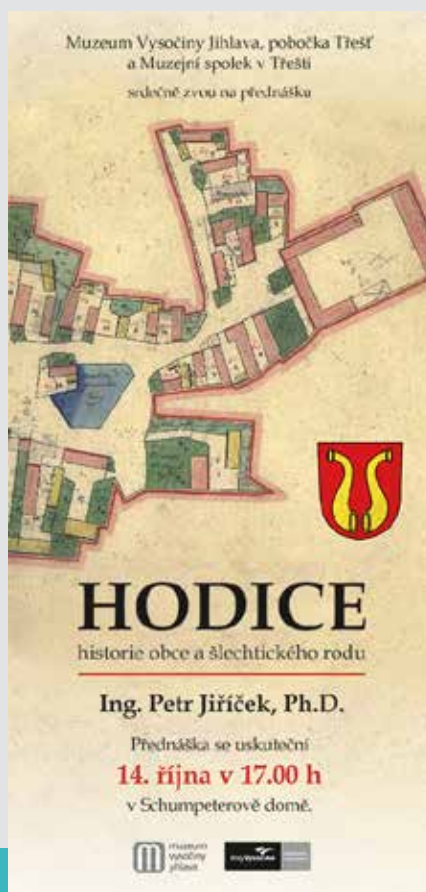 Muzeum Vysočiny Jihlava, pobočka Třešť
a Muzejní spolek v Třešti
srdečně zvou na přednášku
HODICE
historie obce a šlechtického rodu
Ing. Petr Jiříček, Ph.D.
Přednáška se uskuteční
14. října v 17.00 h
v Schumpeterově domě.
muzeum
vysočiny
jihlava